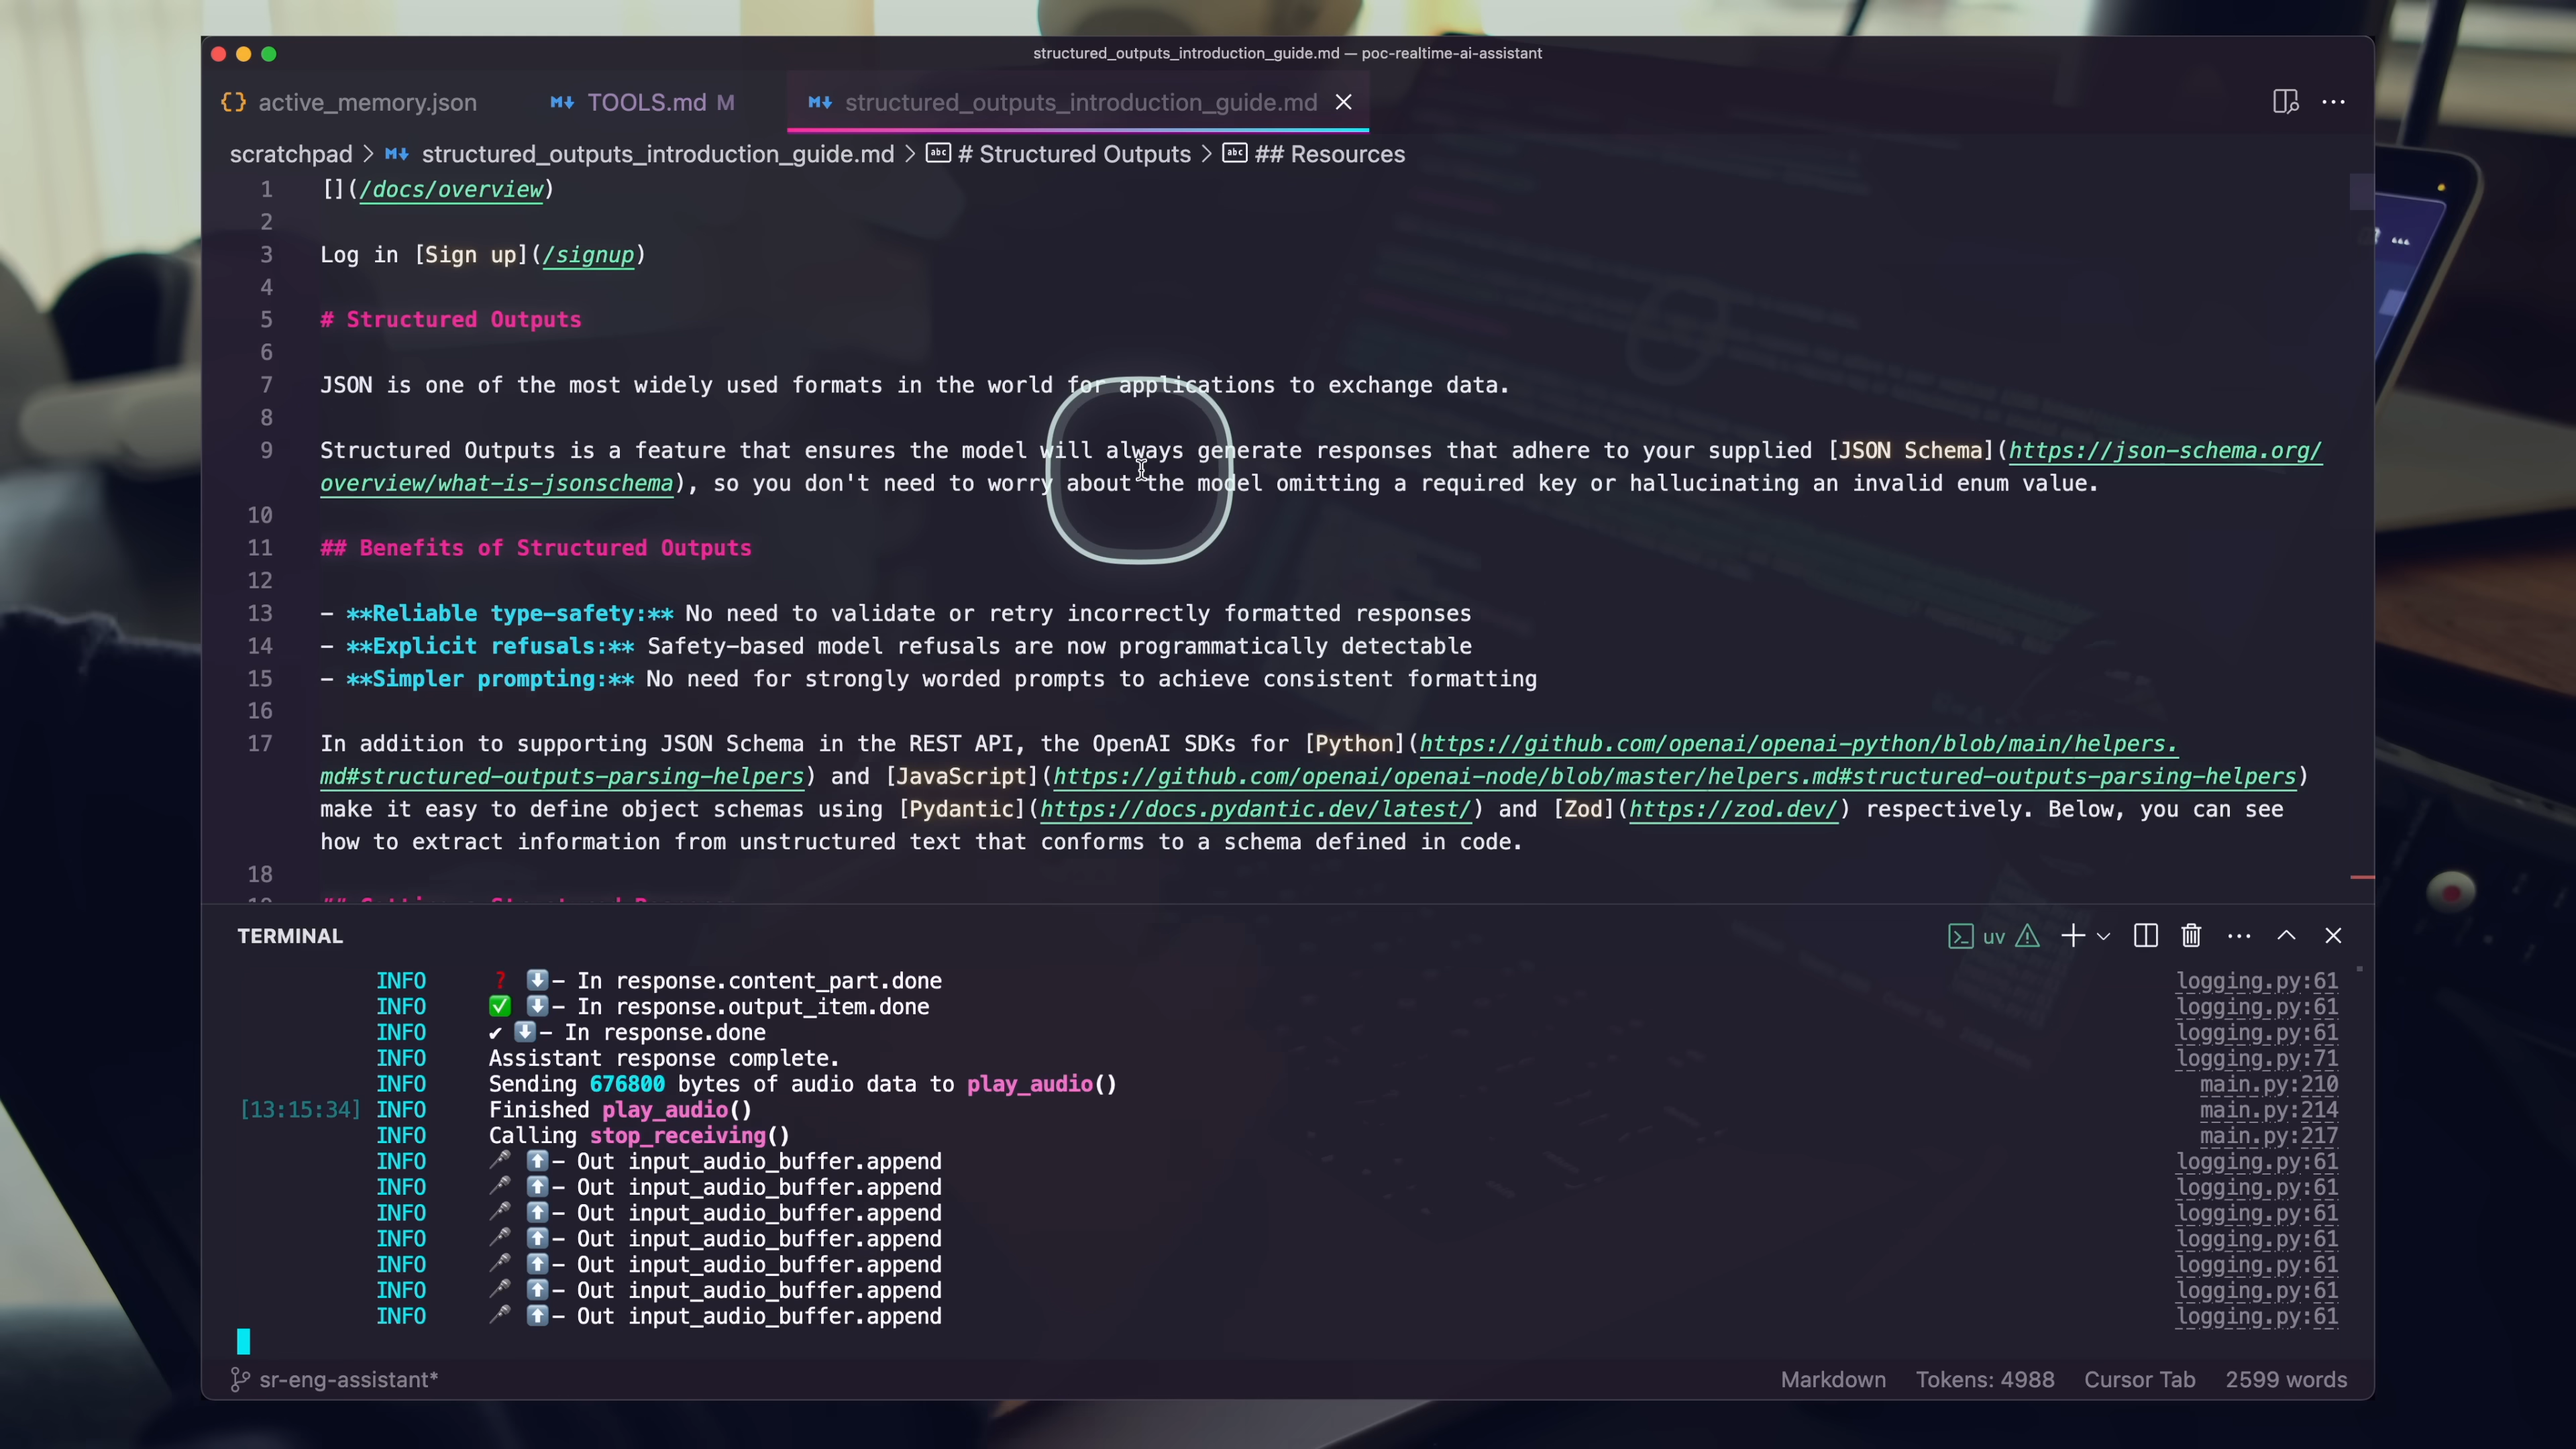 structured_outputs_introduction_guide.md — poc-realtime-ai-assistant
{} active_memory.json
TOOLS.md M
structured_outputs_introduction_guide.md
scratchpad > structured_outputs_introduction_guide.md > # Structured Outputs > ## Resources
1 [](/docs/overview)
2
3 Log in [Sign up](/signup)
4
5 # Structured Outputs
6
7 JSON is one of the most widely used formats in the world for applications to exchange data.
8
9 Structured Outputs is a feature that ensures the model will always generate responses that adhere to your supplied [JSON Schema](https://json-schema.org/
overview/what-is-jsonschema), so you don't need to worry about the model omitting a required key or hallucinating an invalid enum value.
10
11 ## Benefits of Structured Outputs
12
13 - **Reliable type-safety:** No need to validate or retry incorrectly formatted responses
14 - **Explicit refusals:** Safety-based model refusals are now programmatically detectable
15 - **Simpler prompting:** No need for strongly worded prompts to achieve consistent formatting
16
17 In addition to supporting JSON Schema in the REST API, the OpenAI SDKs for [Python](https://github.com/openai/openai-python/blob/main/helpers.
md#structured-outputs-parsing-helpers) and [JavaScript](https://github.com/openai/openai-node/blob/master/helpers.md#structured-outputs-parsing-helpers)
make it easy to define object schemas using [Pydantic](https://docs.pydantic.dev/latest/) and [Zod](https://zod.dev/) respectively. Below, you can see
how to extract information from unstructured text that conforms to a schema defined in code.
18
TERMINAL
uv
INFO ❓ ⬇️- In response.content_part.done logging.py:61
INFO ✅ ⬇️- In response.output_item.done logging.py:61
INFO ✔ ⬇️- In response.done logging.py:61
INFO Assistant response complete. logging.py:71
INFO Sending 676800 bytes of audio data to play_audio() main.py:210
[13:15:34] INFO Finished play_audio() main.py:214
INFO Calling stop_receiving() main.py:217
INFO 🎤 ⬆️- Out input_audio_buffer.append logging.py:61
INFO 🎤 ⬆️- Out input_audio_buffer.append logging.py:61
INFO 🎤 ⬆️- Out input_audio_buffer.append logging.py:61
INFO 🎤 ⬆️- Out input_audio_buffer.append logging.py:61
INFO 🎤 ⬆️- Out input_audio_buffer.append logging.py:61
INFO 🎤 ⬆️- Out input_audio_buffer.append logging.py:61
INFO 🎤 ⬆️- Out input_audio_buffer.append logging.py:61
sr-eng-assistant*
Markdown
Tokens: 4988
Cursor Tab
2599 words